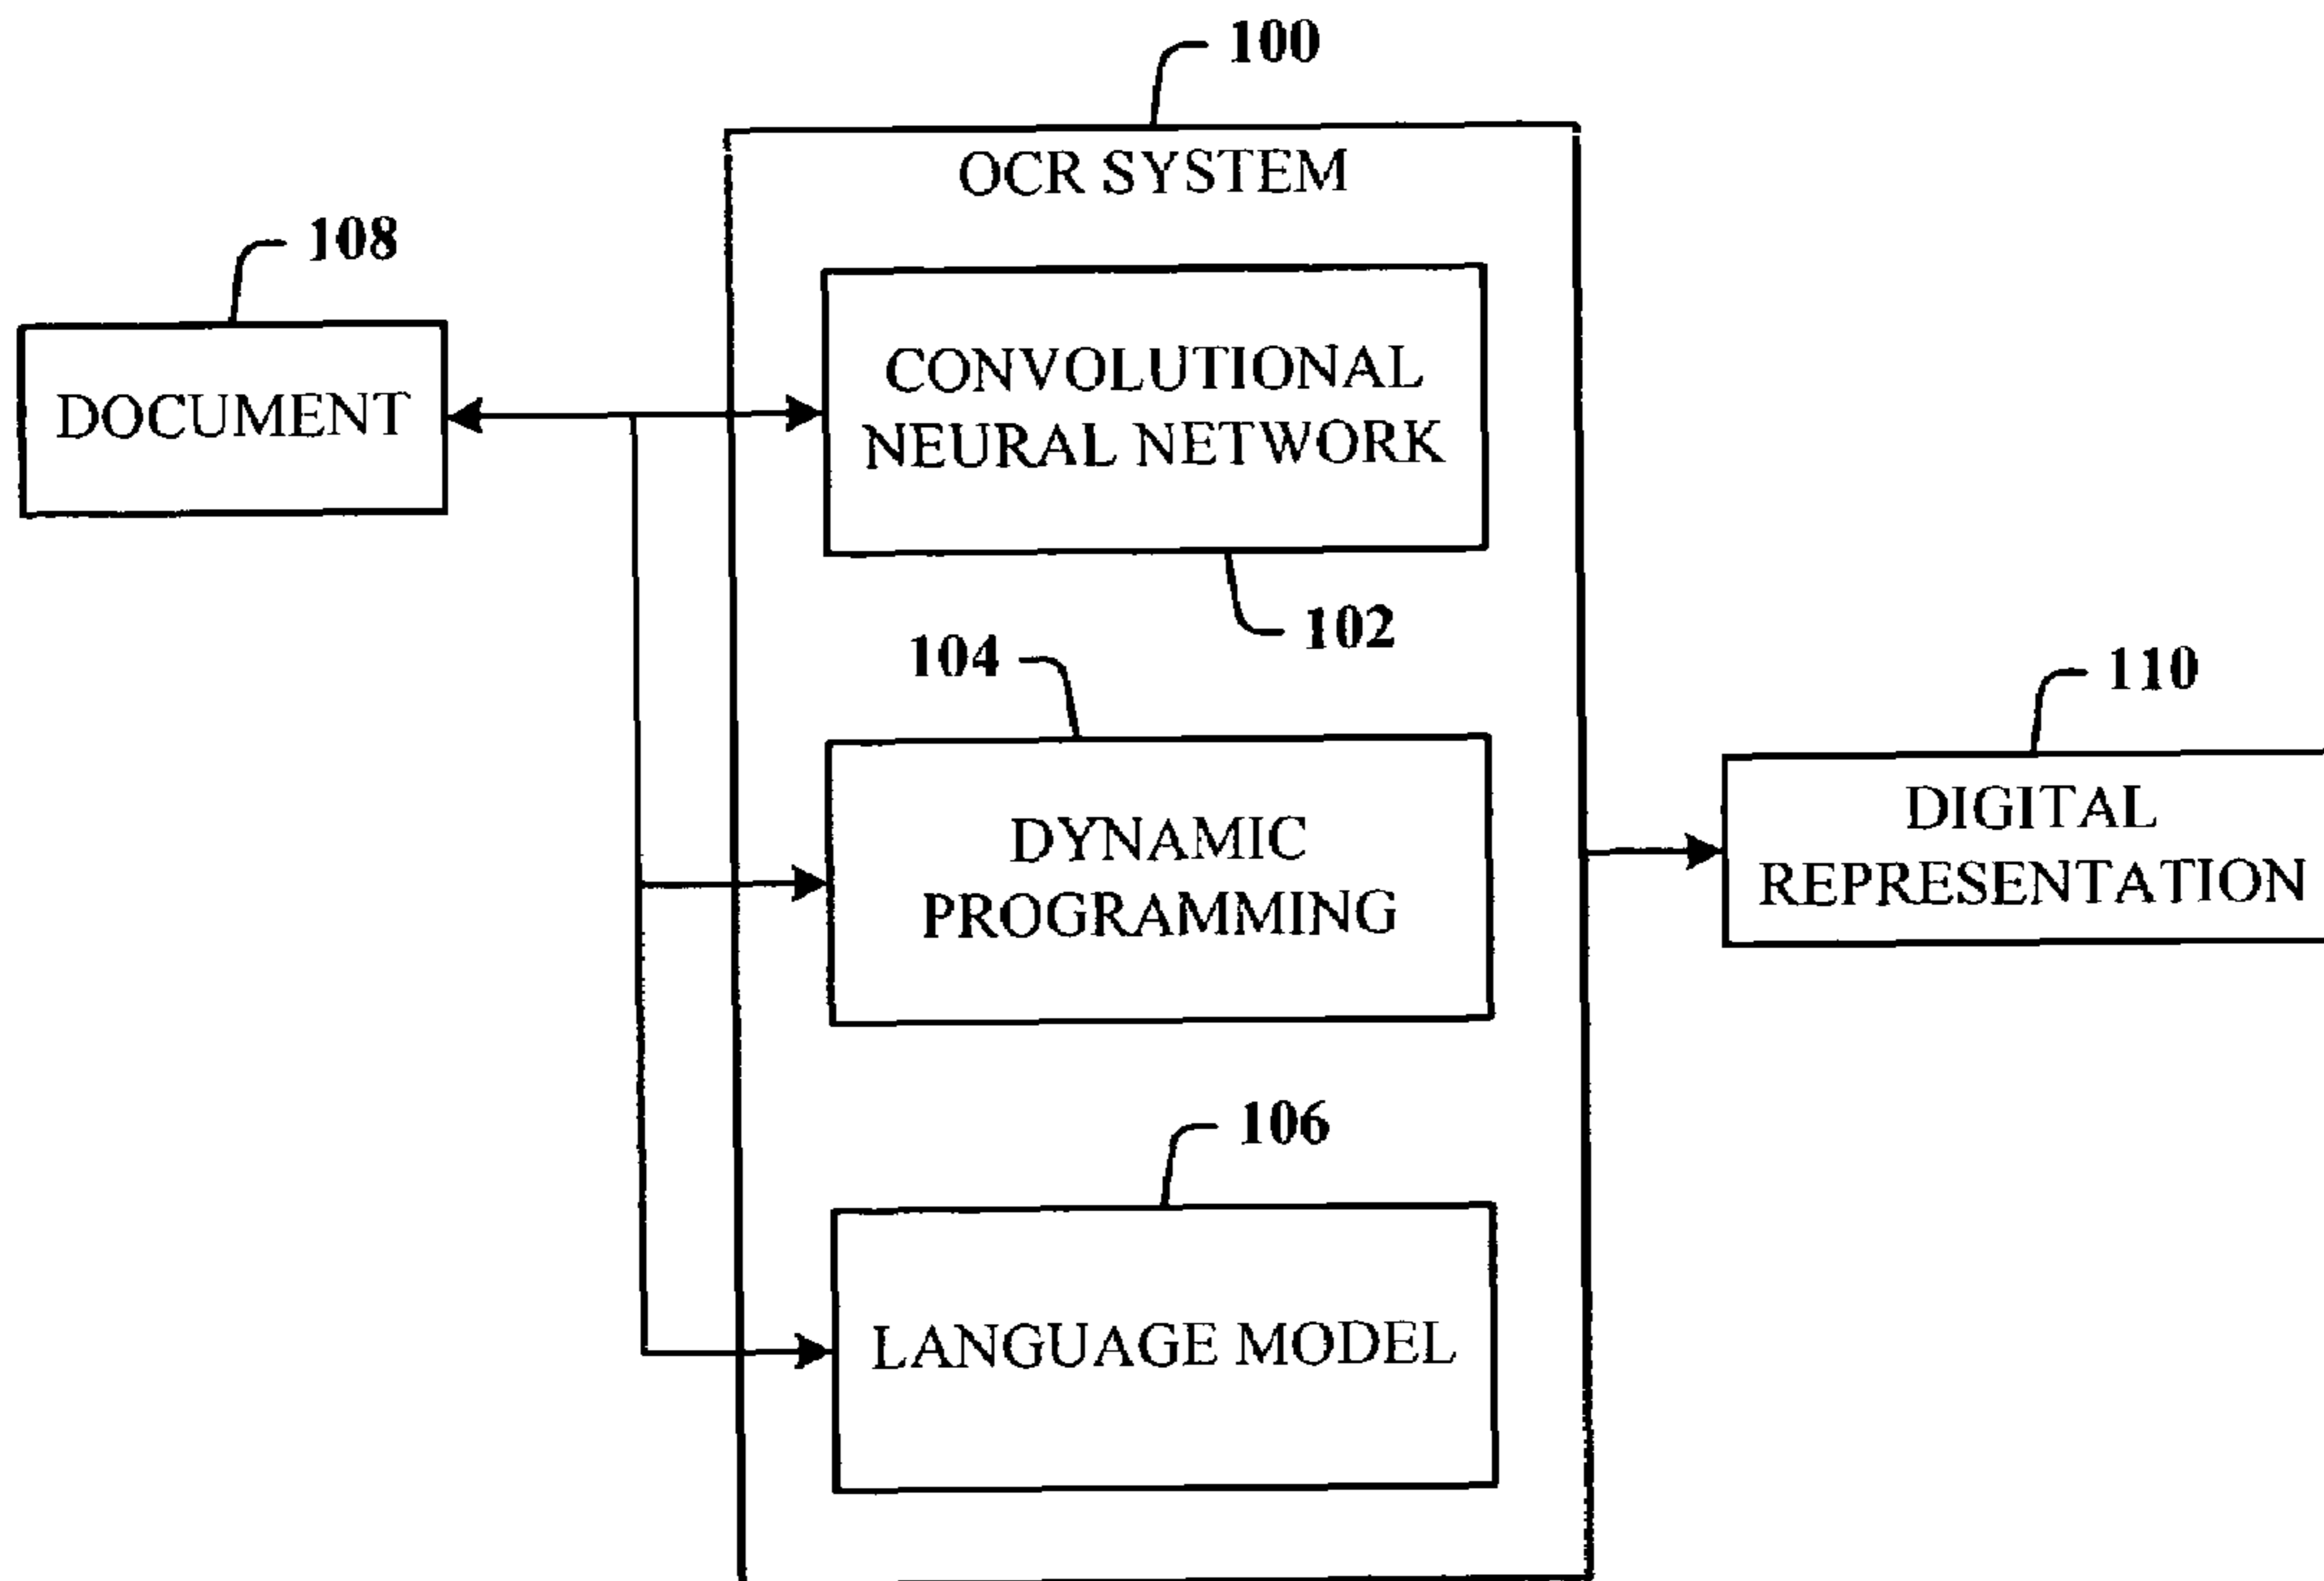 100
OCR SYSTEM
108
DOCUMENT
CONVOLUTIONAL
NEURAL NETWORK
102
104
DYNAMIC
PROGRAMMING
110
DIGITAL
REPRESENTATION
106
LANGUAGE MODEL